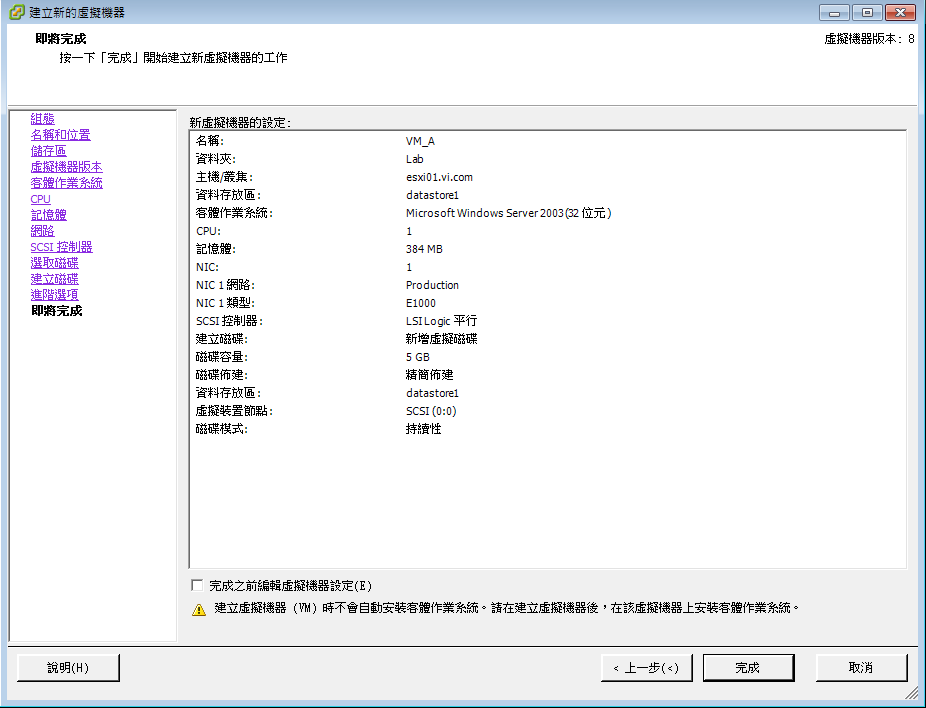 建立新的虛擬機器
即將完成
虛擬機器版本: 8
按一下「完成」開始建立新虛擬機器的工作
組態
名稱和位置
儲存區
虛擬機器版本
客體作業系統
CPU
記憶體
網路
SCSI 控制器
選取磁碟
建立磁碟
進階選項
即將完成
新虛擬機器的設定:
名稱: VM_A
資料夾: Lab
主機/叢集: esxi01.vi.com
資料存放區: datastore1
客體作業系統: Microsoft Windows Server 2003 (32 位元)
CPU: 1
記憶體: 384 MB
NIC: 1
NIC 1 網路: Production
NIC 1 類型: E1000
SCSI 控制器: LSI Logic 平行
建立磁碟: 新增虛擬磁碟
磁碟容量: 5 GB
磁碟佈建: 精簡佈建
資料存放區: datastore1
虛擬裝置節點: SCSI (0:0)
磁碟模式: 持續性
完成之前編輯虛擬機器設定(E)
建立虛擬機器 (VM) 時不會自動安裝客體作業系統。請在建立虛擬機器後，在該虛擬機器上安裝客體作業系統。
說明(H)
< 上一步(<)
完成
取消